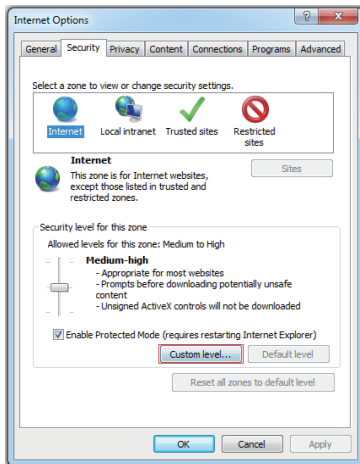 Internet Options
General Security Privacy Content Connections Programs Advanced
Select a zone to view or change security settings.
Internet Local intranet Trusted sites Restricted
sites
Internet
Sites
This zone is for Internet websites,
except those listed in trusted and
restricted zones.
Security level for this zone
Allowed levels for this zone: Medium to High
Medium-high
- Appropriate for most websites
- Prompts before downloading potentially unsafe
content
- Unsigned ActiveX controls will not be downloaded
Enable Protected Mode (requires restarting Internet Explorer)
Custom level... Default level
Reset all zones to default level
OK Cancel Apply